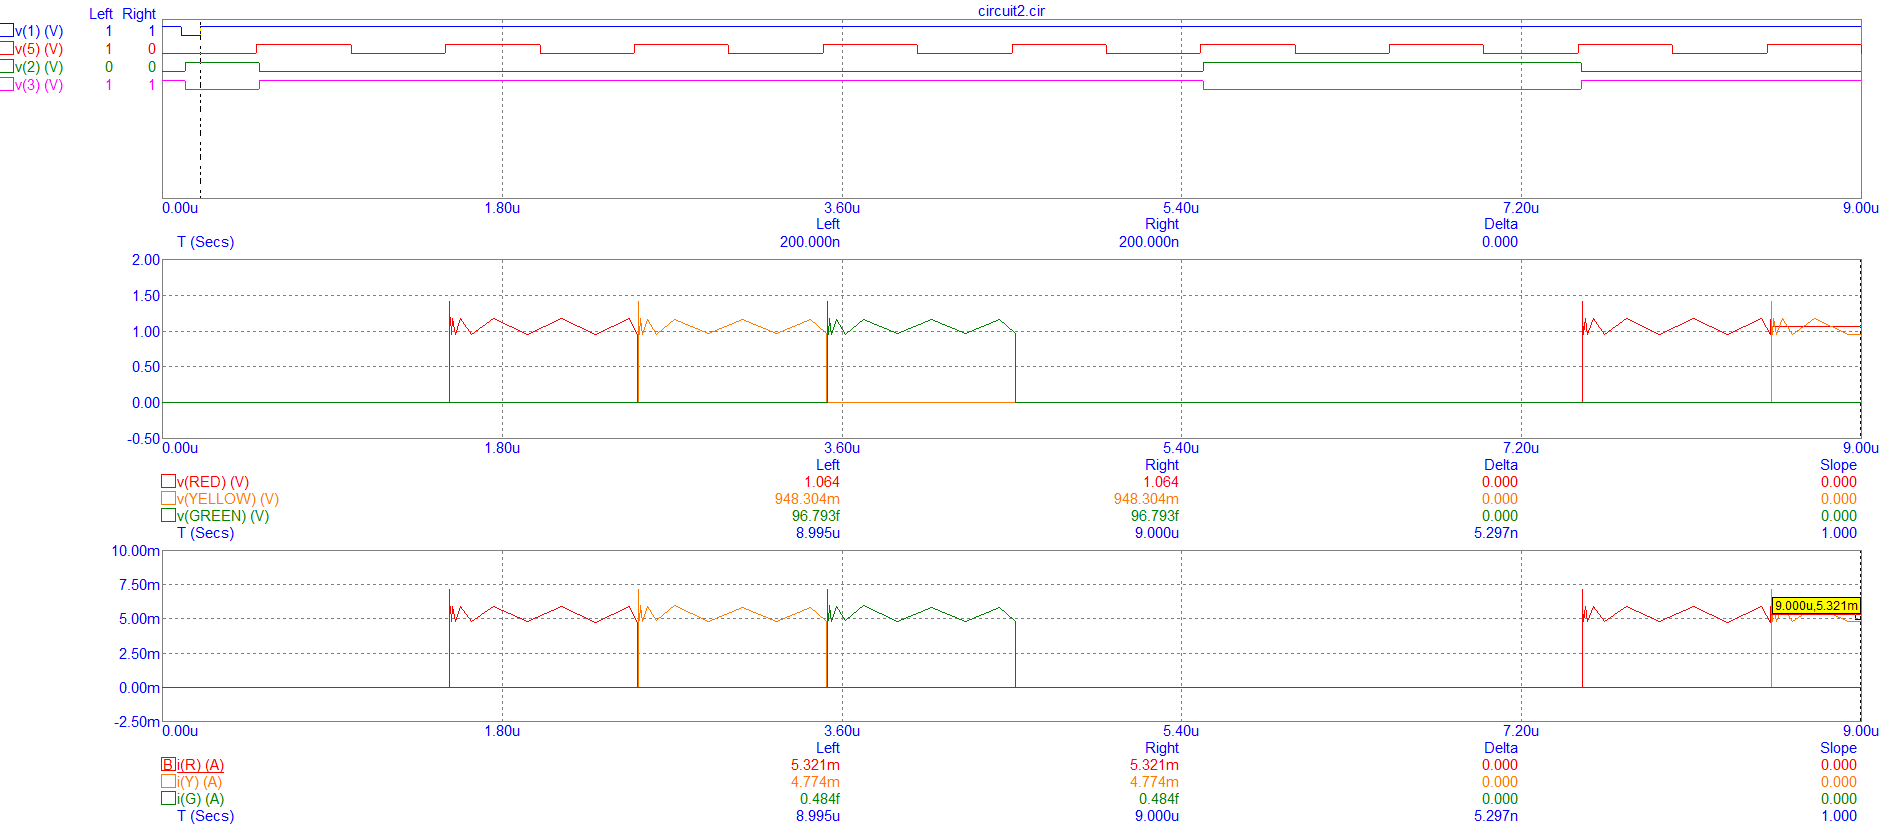 circuit2.cir
Left Right
v(1) (V) 1 1
v(5) (V) 1 0
v(2) (V) 0 0
v(3) (V) 1 1
0.00u 1.80u 3.60u 5.40u 7.20u 9.00u
Left Right Delta
T (Secs) 200.000n 200.000n 0.000
2.00
1.50
1.00
0.50
0.00
-0.50
0.00u 1.80u 3.60u 5.40u 7.20u 9.00u
Left Right Delta Slope
v(RED) (V) 1.064 1.064 0.000 0.000
v(YELLOW) (V) 948.304m 948.304m 0.000 0.000
v(GREEN) (V) 96.793f 96.793f 0.000 0.000
T (Secs) 8.995u 9.000u 5.297n 1.000
10.00m
7.50m
9.000u,5.321m
5.00m
2.50m
0.00m
-2.50m
0.00u 1.80u 3.60u 5.40u 7.20u 9.00u
Left Right Delta Slope
B i(R) (A) 5.321m 5.321m 0.000 0.000
i(Y) (A) 4.774m 4.774m 0.000 0.000
i(G) (A) 0.484f 0.484f 0.000 0.000
T (Secs) 8.995u 9.000u 5.297n 1.000